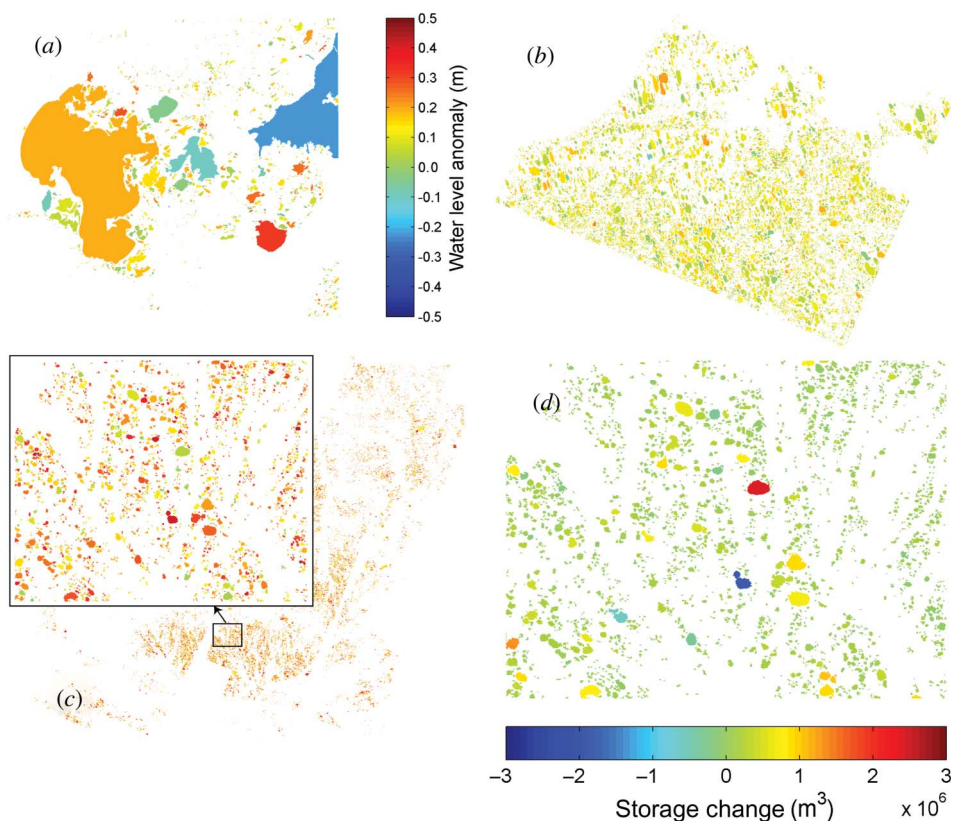 (a)
0.5
0.4
0.3
0.2
0.1
0.0
-0.1
-0.2
-0.3
-0.4
-0.5
Water level anomaly (m)
(b)
(c)
(d)
–3 –2 –1 0 1 2 3
Storage change (m³) x 10⁶